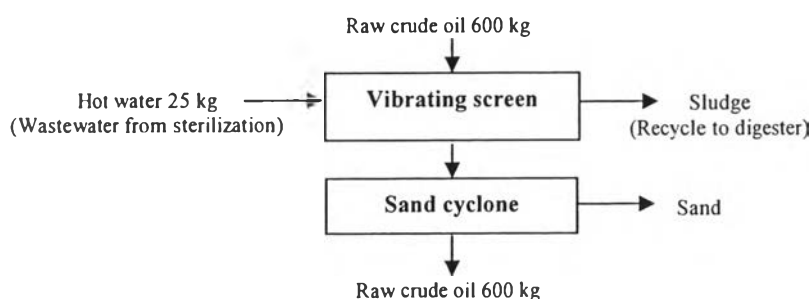 Raw crude oil 600 kg
Hot water 25 kg
(Wastewater from sterilization)
Vibrating screen
Sludge
(Recycle to digester)
Sand cyclone
Sand
Raw crude oil 600 kg